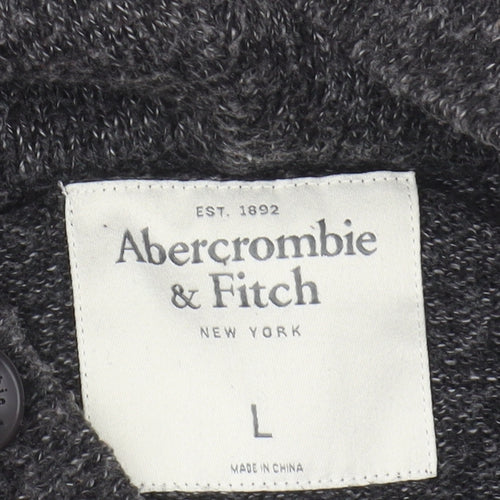 EST. 1892
Abercrombie
& Fitch
NEW YORK
L
MADE IN CHINA